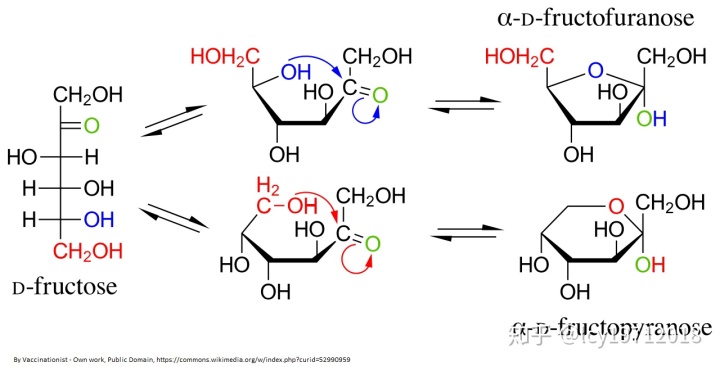 α-D-fructofuranose
HOH₂C
OH
CH₂OH
HO
C
O
OH
HOH₂C
O
CH₂OH
HO
OH
OH
CH₂OH
O
HO
H
H
OH
H
OH
CH₂OH
D-fructose
H₂
C-OH
CH₂OH
HO
C
O
HO
OH
O
CH₂OH
HO
HO
OH
OH
α-D-fructopyranose
知乎 @lcy19712018
By Vaccinationist - Own work, Public Domain, https://commons.wikimedia.org/w/index.php?curid=52990959